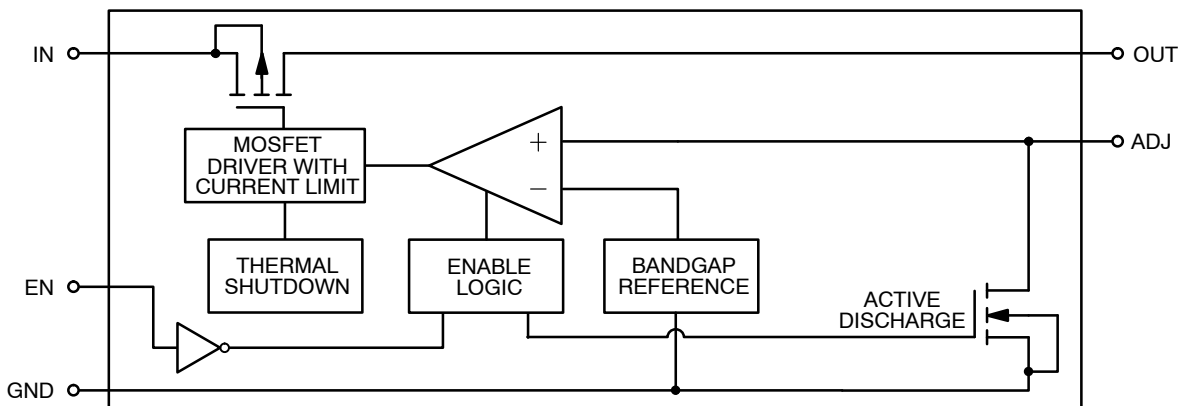 IN
OUT
MOSFET
DRIVER WITH
CURRENT LIMIT
+
−
ADJ
THERMAL
SHUTDOWN
ENABLE
LOGIC
BANDGAP
REFERENCE
EN
ACTIVE
DISCHARGE
GND